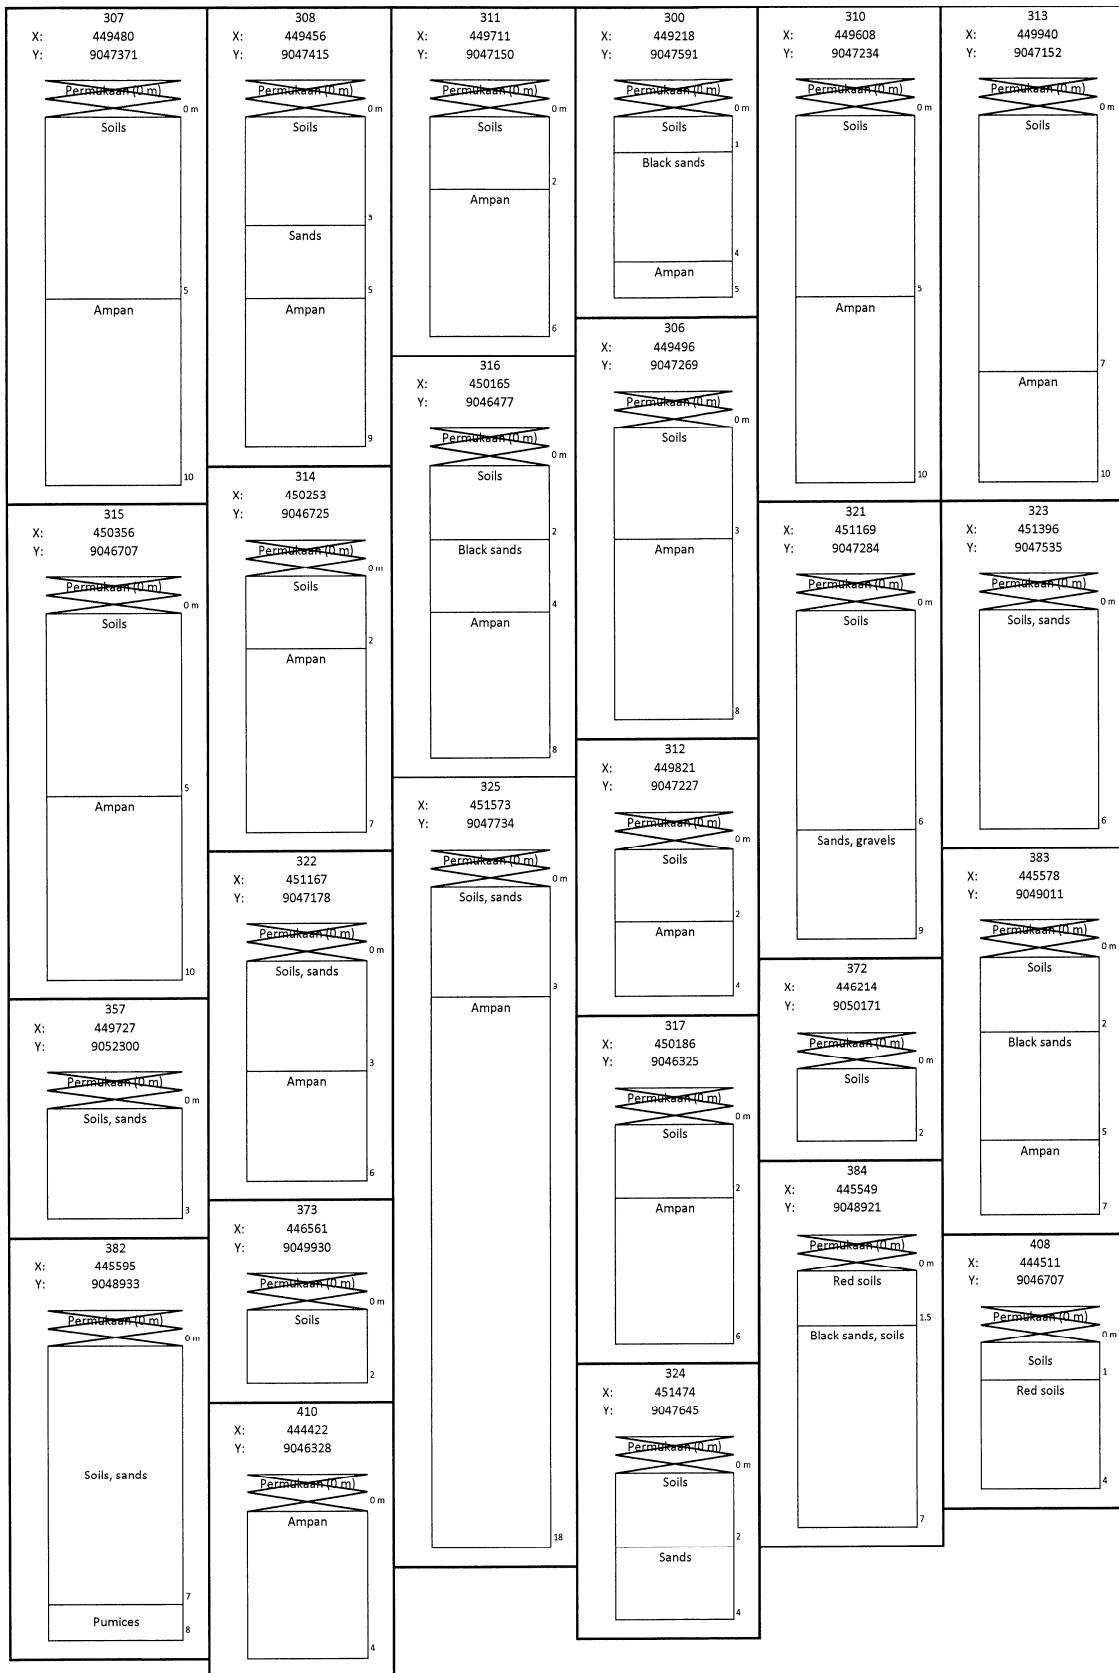 307
X: 449480
Y: 9047371
Permukaan (0 m)
0 m
Soils
5
Ampan
10
315
X: 450356
Y: 9046707
Permukaan (0 m)
0 m
Soils
5
Ampan
10
357
X: 449727
Y: 9052300
Permukaan (0 m)
0 m
Soils, sands
3
382
X: 445595
Y: 9048933
Permukaan (0 m)
0 m
Soils, sands
7
Pumices
8
308
X: 449456
Y: 9047415
Permukaan (0 m)
0 m
Soils
3
Sands
5
Ampan
9
314
X: 450253
Y: 9046725
Permukaan (0 m)
0 m
Soils
2
Ampan
7
322
X: 451167
Y: 9047178
Permukaan (0 m)
0 m
Soils, sands
3
Ampan
6
373
X: 446561
Y: 9049930
Permukaan (0 m)
0 m
Soils
2
410
X: 444422
Y: 9046328
Permukaan (0 m)
0 m
Ampan
4
311
X: 449711
Y: 9047150
Permukaan (0 m)
0 m
Soils
2
Ampan
6
316
X: 450165
Y: 9046477
Permukaan (0 m)
0 m
Soils
2
Black sands
4
Ampan
8
325
X: 451573
Y: 9047734
Permukaan (0 m)
0 m
Soils, sands
3
Ampan
18
300
X: 449218
Y: 9047591
Permukaan (0 m)
0 m
Soils
1
Black sands
4
Ampan
5
306
X: 449496
Y: 9047269
Permukaan (0 m)
0 m
Soils
3
Ampan
8
312
X: 449821
Y: 9047227
Permukaan (0 m)
0 m
Soils
2
Ampan
4
317
X: 450186
Y: 9046325
Permukaan (0 m)
0 m
Soils
2
Ampan
6
324
X: 451474
Y: 9047645
Permukaan (0 m)
0 m
Soils
2
Sands
4
310
X: 449608
Y: 9047234
Permukaan (0 m)
0 m
Soils
5
Ampan
10
321
X: 451169
Y: 9047284
Permukaan (0 m)
0 m
Soils
6
Sands, gravels
9
372
X: 446214
Y: 9050171
Permukaan (0 m)
0 m
Soils
2
384
X: 445549
Y: 9048921
Permukaan (0 m)
0 m
Red soils
1.5
Black sands, soils
7
313
X: 449940
Y: 9047152
Permukaan (0 m)
0 m
Soils
7
Ampan
10
323
X: 451396
Y: 9047535
Permukaan (0 m)
0 m
Soils, sands
6
383
X: 445578
Y: 9049011
Permukaan (0 m)
0 m
Soils
2
Black sands
5
Ampan
7
408
X: 444511
Y: 9046707
Permukaan (0 m)
0 m
Soils
1
Red soils
4